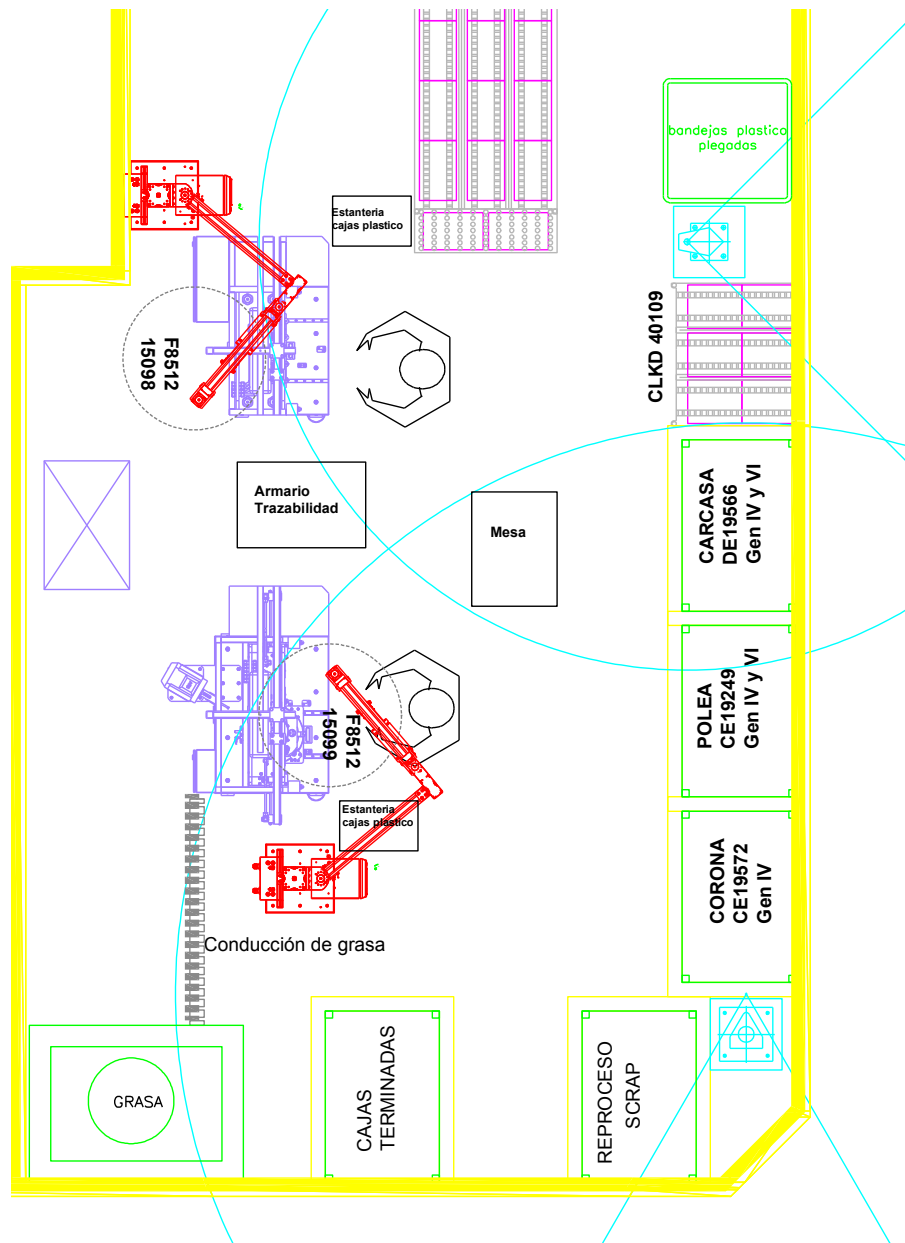 bandejas plastico
plegadas
Estanteria
cajas plastico
CLKD 40109
F8512
15098
Armario
Trazabilidad
Mesa
CARCASA
DE19566
Gen IV y VI
POLEA
CE19249
Gen IV y VI
F8512
15099
Estanteria
cajas plastico
CORONA
CE19572
Gen IV
Conducción de grasa
GRASA
CAJAS
TERMINADAS
REPROCESO
SCRAP